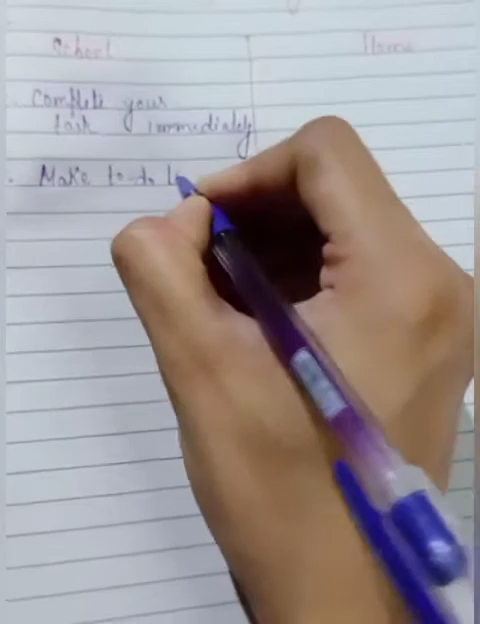 School Home
Complete your
task immediately
Make to-do